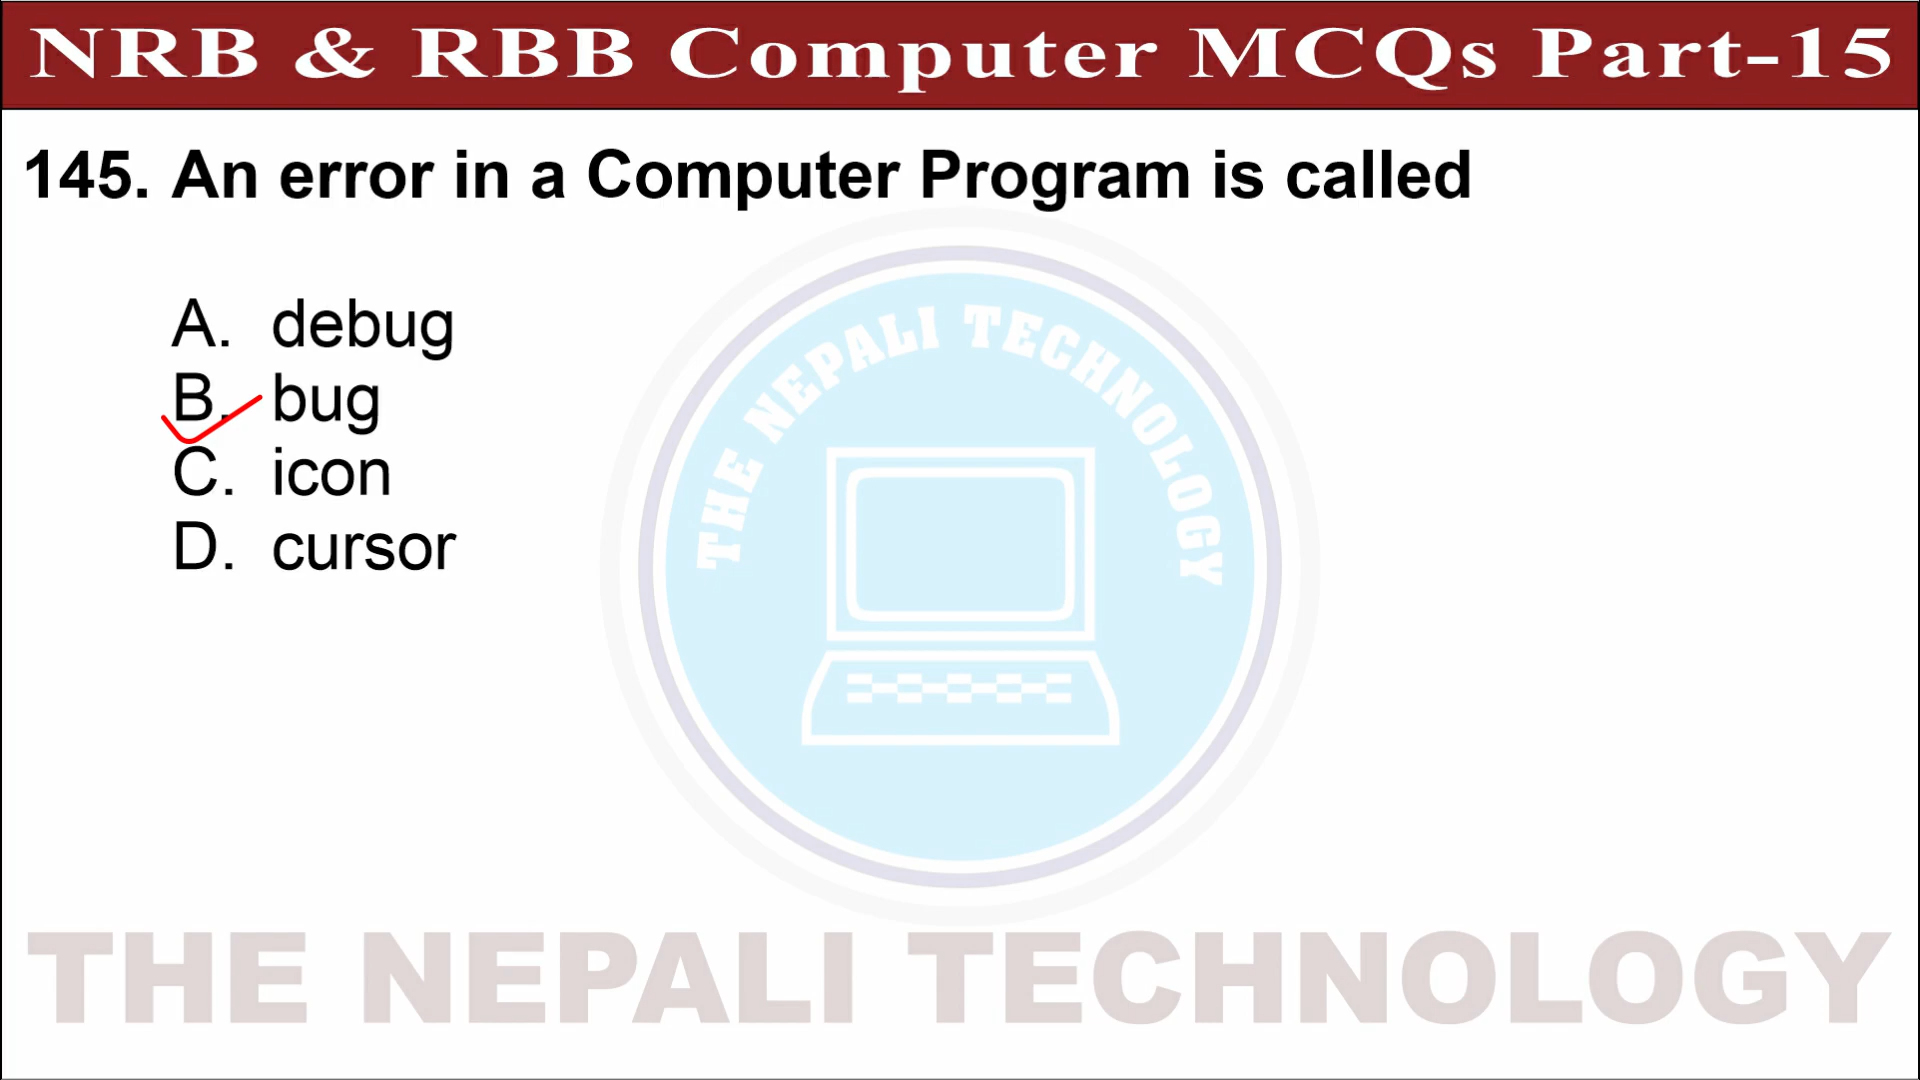 NRB & RBB Computer MCQs Part-15
145. An error in a Computer Program is called
A. debug
B. bug
C. icon
D. cursor
THE NEPALI TECHNOLOGY
THE NEPALI TECHNOLOGY